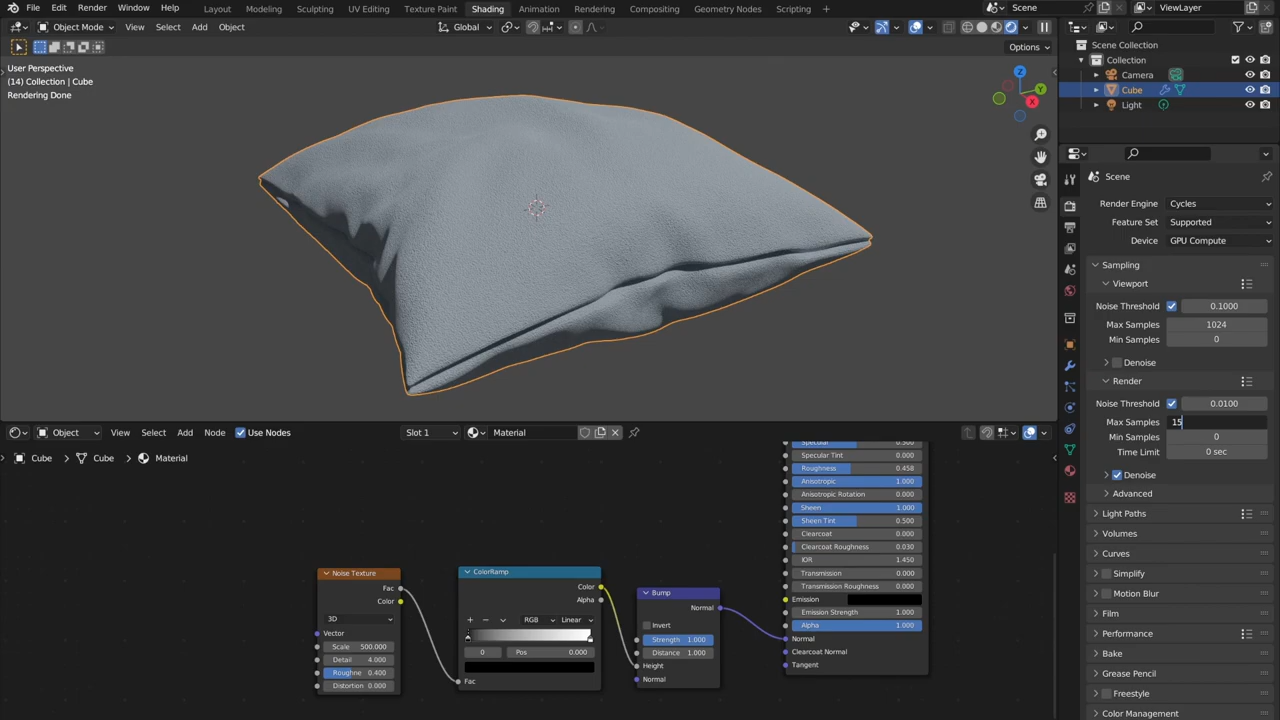 File Edit Render Window Help Layout Modeling Sculpting UV Editing Texture Paint Shading Animation Rendering Compositing Geometry Nodes Scripting + Scene ViewLayer
Object Mode View Select Add Object Global
Options
User Perspective
(14) Collection | Cube
Rendering Done
Z
Y
X
Scene Collection
Collection
Camera
Cube
Light
Scene
Render Engine Cycles
Feature Set Supported
Device GPU Compute
Sampling
Viewport
Noise Threshold 0.1000
Max Samples 1024
Min Samples 0
Denoise
Render
Noise Threshold 0.0100
Max Samples 15
Min Samples 0
Time Limit 0 sec
Denoise
Advanced
Light Paths
Volumes
Curves
Simplify
Motion Blur
Film
Performance
Bake
Grease Pencil
Freestyle
Color Management
Object View Select Add Node Use Nodes Slot 1 Material
Cube Cube Material
Noise Texture
Fac
Color
3D
Vector
Scale 500.000
Detail 4.000
Roughne 0.400
Distortion 0.000
ColorRamp
Color
Alpha
RGB Linear
0 Pos 0.000
Fac
Bump
Normal
Invert
Strength 1.000
Distance 1.000
Height
Normal
Specular 0.500
Specular Tint 0.000
Roughness 0.458
Anisotropic 1.000
Anisotropic Rotation 0.000
Sheen 1.000
Sheen Tint 0.500
Clearcoat 0.000
Clearcoat Roughness 0.030
IOR 1.450
Transmission 0.000
Transmission Roughness 0.000
Emission
Emission Strength 1.000
Alpha 1.000
Normal
Clearcoat Normal
Tangent